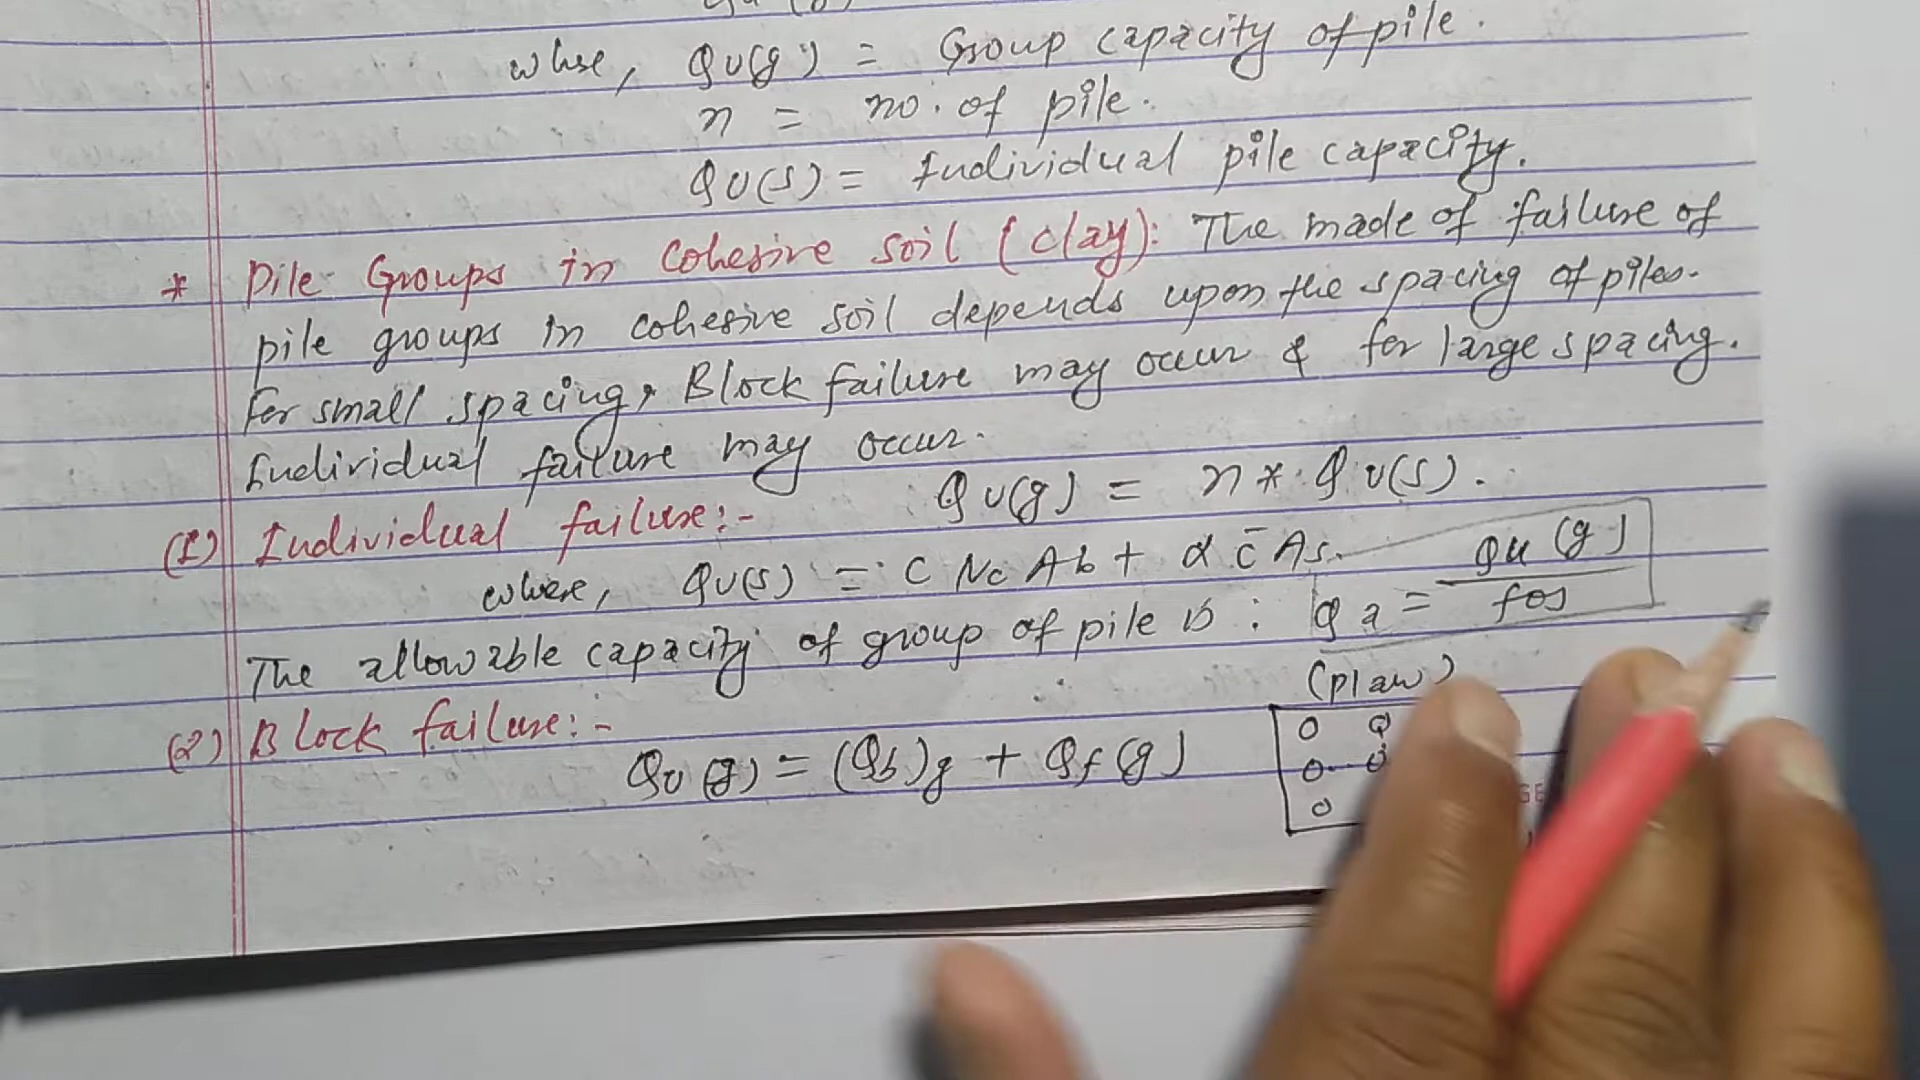 where, Qu(g) = Group capacity of pile.
n = no. of pile.
Qu(s) = Individual pile capacity.
* Pile Groups in cohesive soil (clay): The made of failure of
pile groups in cohesive soil depends upon the spacing of piles.
For small spacing, Block failure may occur & for large spacing.
Individual failure may occur.
(1) Individual failure:- Qu(g) = n * Qu(s).
where, Qu(s) = C Nc Ab + α c̄ As.
The allowable capacity of group of pile is : Qa = Qu(g) / fos
(plan)
(2) Block failure:-
Qu(g) = (Qb)g + Qf(g)